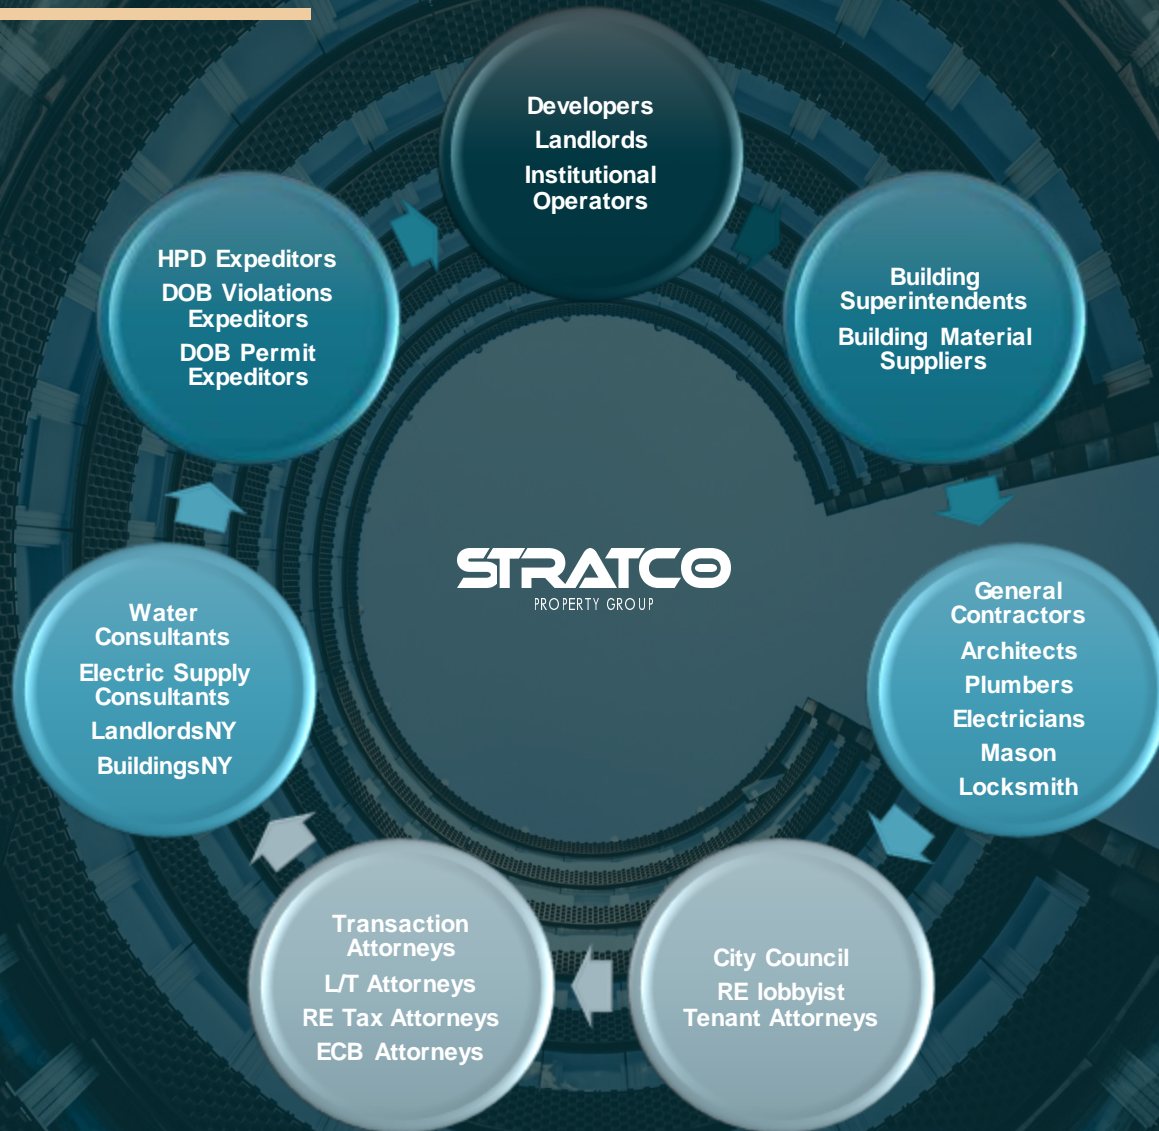 Developers
Landlords
Institutional
Operators
Building
Superintendents
Building Material
Suppliers
General
Contractors
Architects
Plumbers
Electricians
Mason
Locksmith
City Council
RE lobbyist
Tenant Attorneys
Transaction
Attorneys
L/T Attorneys
RE Tax Attorneys
ECB Attorneys
Water
Consultants
Electric Supply
Consultants
LandlordsNY
BuildingsNY
HPD Expeditors
DOB Violations
Expeditors
DOB Permit
Expeditors
STRATCO
PROPERTY GROUP